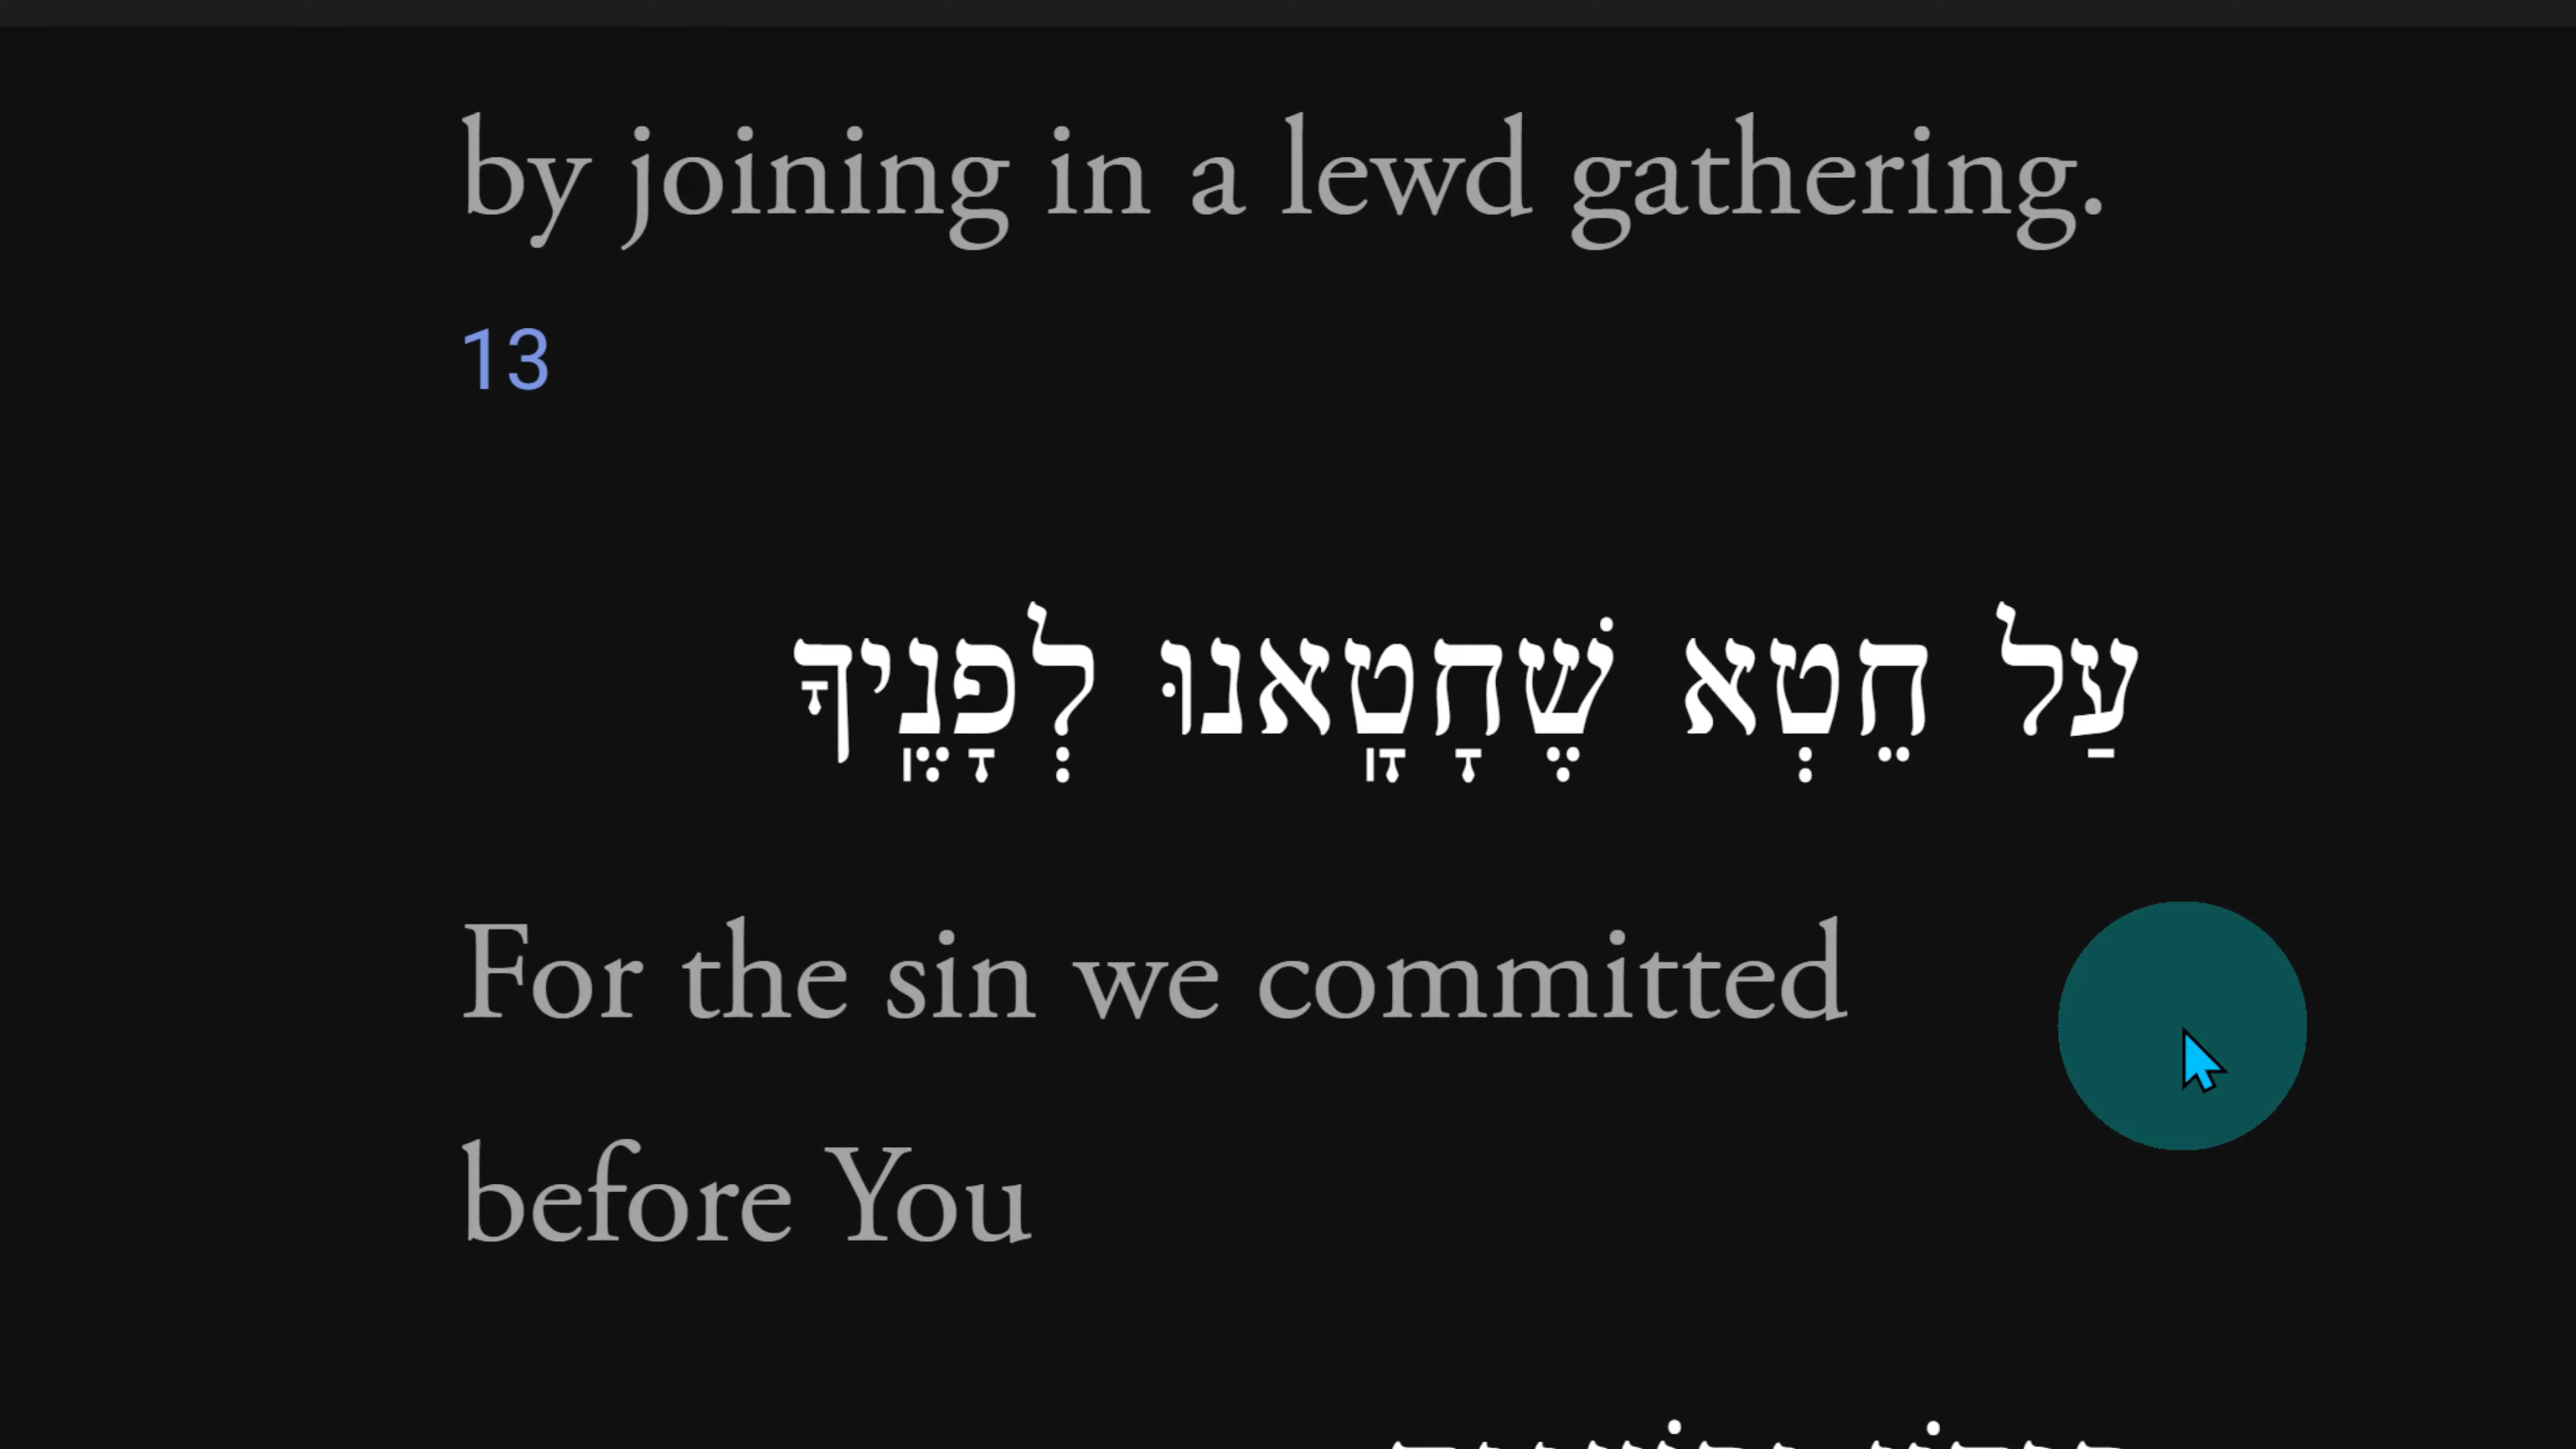 by joining in a lewd gathering.
13
עַל חֵטְא שֶׁחָטָֽאנוּ לְפָנֶֽיךָ
For the sin we committed
before You